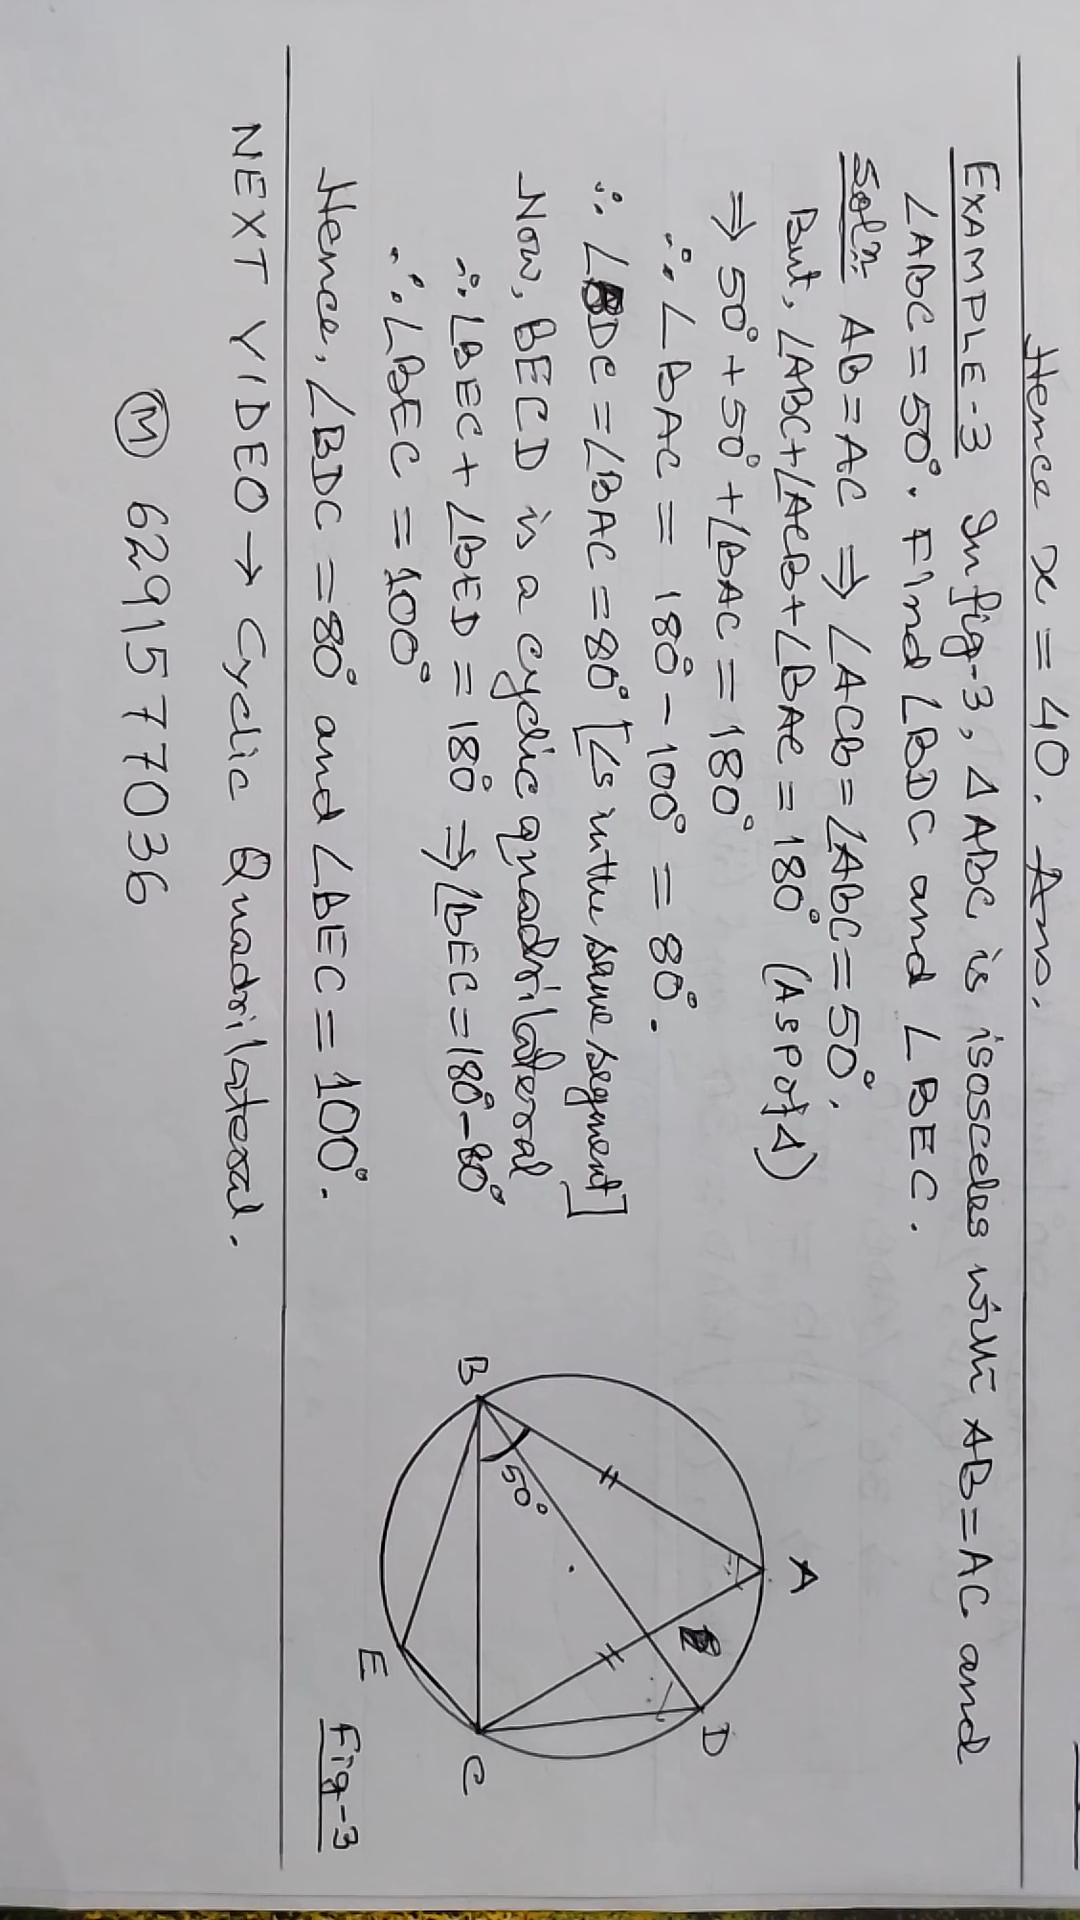 Hence x = 40. Ans.
EXAMPLE-3 In fig-3, ΔABC is isosceles with AB=AC and
∠ABC=50°. Find ∠BDC and ∠BEC.
Soln: AB=AC ⇒ ∠ACB=∠ABC=50°.
But, ∠ABC+∠ACB+∠BAC=180° (ASP of Δ)
⇒ 50°+50°+∠BAC=180°
∴ ∠BAC = 180°-100° = 80°.
∴ ∠BDC=∠BAC=80° [∠s in the same segment]
Now, BECD is a cyclic quadrilateral
∴ ∠BEC+∠BED=180° ⇒ ∠BEC=180°-80°
∴ ∠BEC=100°
Hence, ∠BDC=80° and ∠BEC=100°.
A
D
B
50°
C
E
Fig-3
NEXT VIDEO → Cyclic Quadrilateral.
M 6291577036